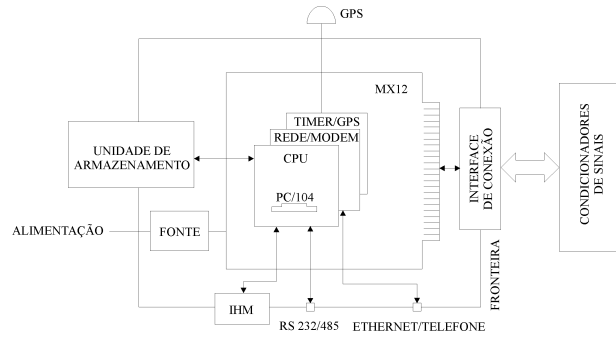 GPS
MX12
TIMER/GPS
REDE/MODEM
CPU
PC/104
UNIDADE DE
ARMAZENAMENTO
INTERFACE
DE CONEXÃO
CONDICIONADORES
DE SINAIS
ALIMENTAÇÃO
FONTE
FRONTEIRA
IHM
RS 232/485
ETHERNET/TELEFONE